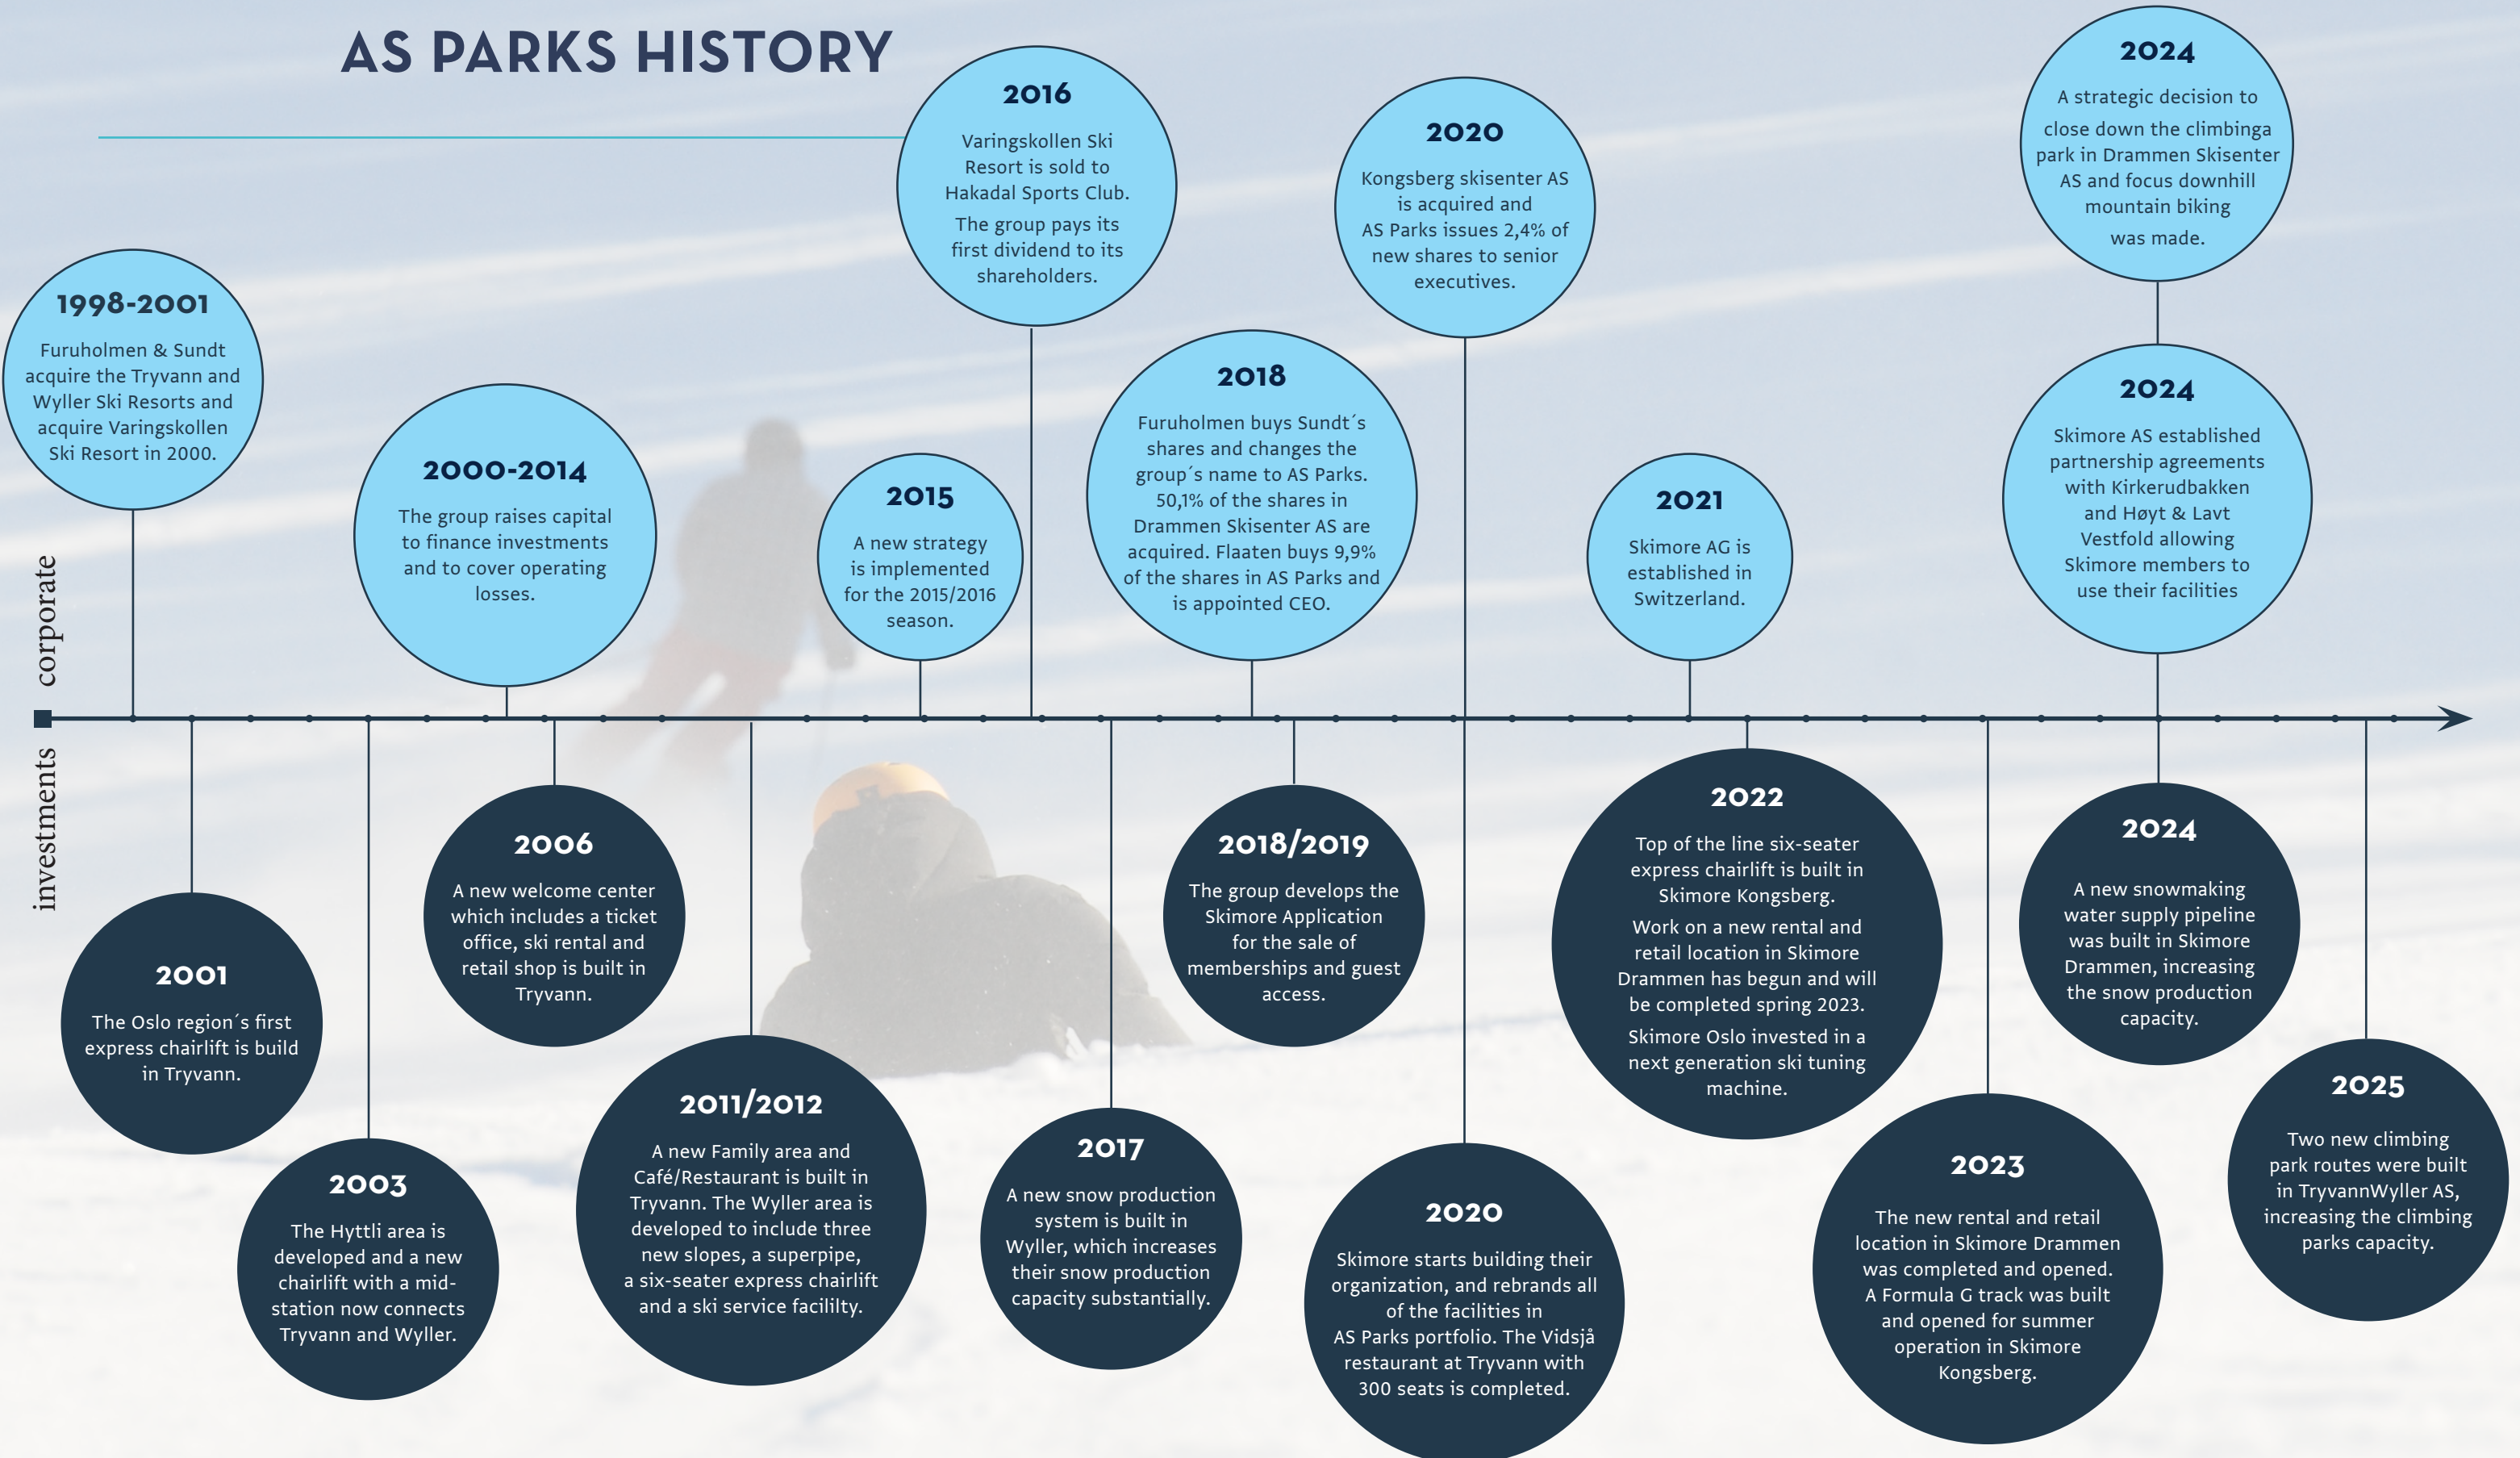 AS PARKS HISTORY
1998-2001
Furuholmen & Sundt
acquire the Tryvann and
Wyller Ski Resorts and
acquire Varingskollen
Ski Resort in 2000.
2000-2014
The group raises capital
to finance investments
and to cover operating
losses.
2015
A new strategy
is implemented
for the 2015/2016
season.
2016
Varingskollen Ski
Resort is sold to
Hakadal Sports Club.
The group pays its
first dividend to its
shareholders.
2018
Furuholmen buys Sundt´s
shares and changes the
group´s name to AS Parks.
50,1% of the shares in
Drammen Skisenter AS are
acquired. Flaaten buys 9,9%
of the shares in AS Parks and
is appointed CEO.
2020
Kongsberg skisenter AS
is acquired and
AS Parks issues 2,4% of
new shares to senior
executives.
2021
Skimore AG is
established in
Switzerland.
2024
A strategic decision to
close down the climbinga
park in Drammen Skisenter
AS and focus downhill
mountain biking
was made.
2024
Skimore AS established
partnership agreements
with Kirkerudbakken
and Høyt & Lavt
Vestfold allowing
Skimore members to
use their facilities
corporate
investments
2001
The Oslo region´s first
express chairlift is build
in Tryvann.
2003
The Hyttli area is
developed and a new
chairlift with a mid-
station now connects
Tryvann and Wyller.
2006
A new welcome center
which includes a ticket
office, ski rental and
retail shop is built in
Tryvann.
2011/2012
A new Family area and
Café/Restaurant is built in
Tryvann. The Wyller area is
developed to include three
new slopes, a superpipe,
a six-seater express chairlift
and a ski service facililty.
2017
A new snow production
system is built in
Wyller, which increases
their snow production
capacity substantially.
2018/2019
The group develops the
Skimore Application
for the sale of
memberships and guest
access.
2020
Skimore starts building their
organization, and rebrands all
of the facilities in
AS Parks portfolio. The Vidsjå
restaurant at Tryvann with
300 seats is completed.
2022
Top of the line six-seater
express chairlift is built in
Skimore Kongsberg.
Work on a new rental and
retail location in Skimore
Drammen has begun and will
be completed spring 2023.
Skimore Oslo invested in a
next generation ski tuning
machine.
2023
The new rental and retail
location in Skimore Drammen
was completed and opened.
A Formula G track was built
and opened for summer
operation in Skimore
Kongsberg.
2024
A new snowmaking
water supply pipeline
was built in Skimore
Drammen, increasing
the snow production
capacity.
2025
Two new climbing
park routes were built
in TryvannWyller AS,
increasing the climbing
parks capacity.